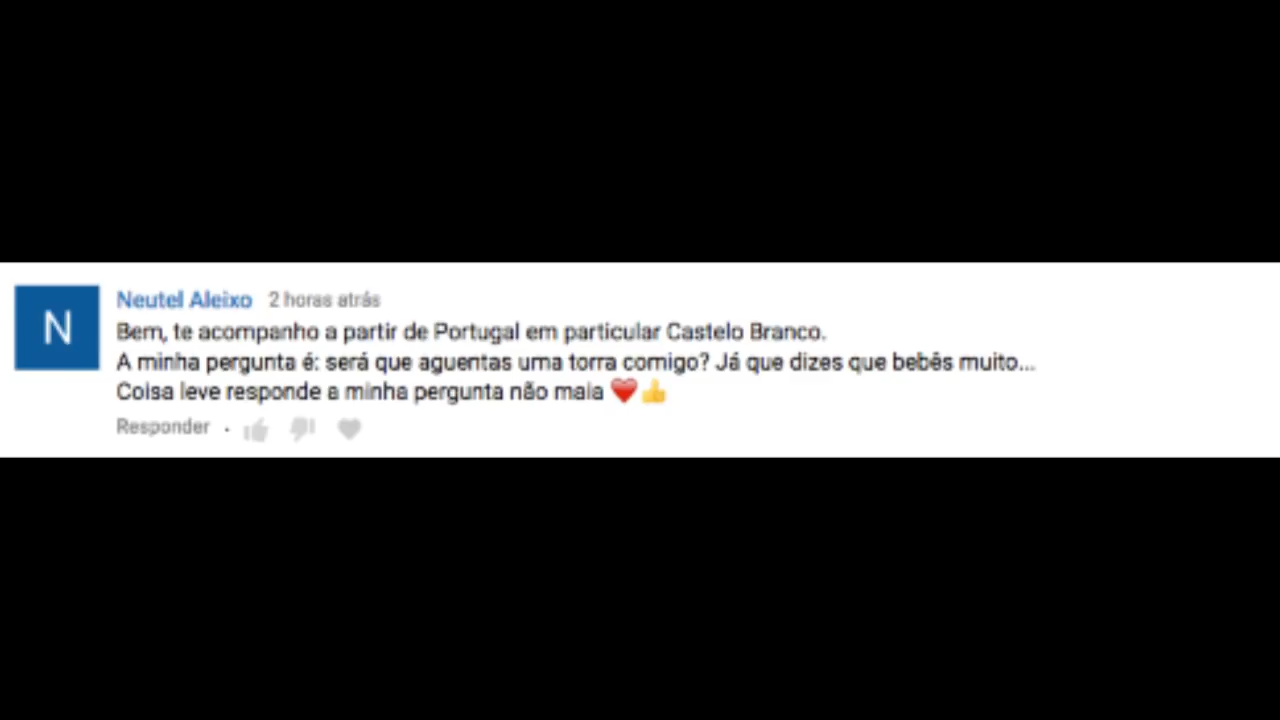 N
Neutel Aleixo 2 horas atrás
Bem, te acompanho a partir de Portugal em particular Castelo Branco.
A minha pergunta é: será que aguentas uma torra comigo? Já que dizes que bebês muito...
Coisa leve responde a minha pergunta não maia ❤️👍
Responder ·